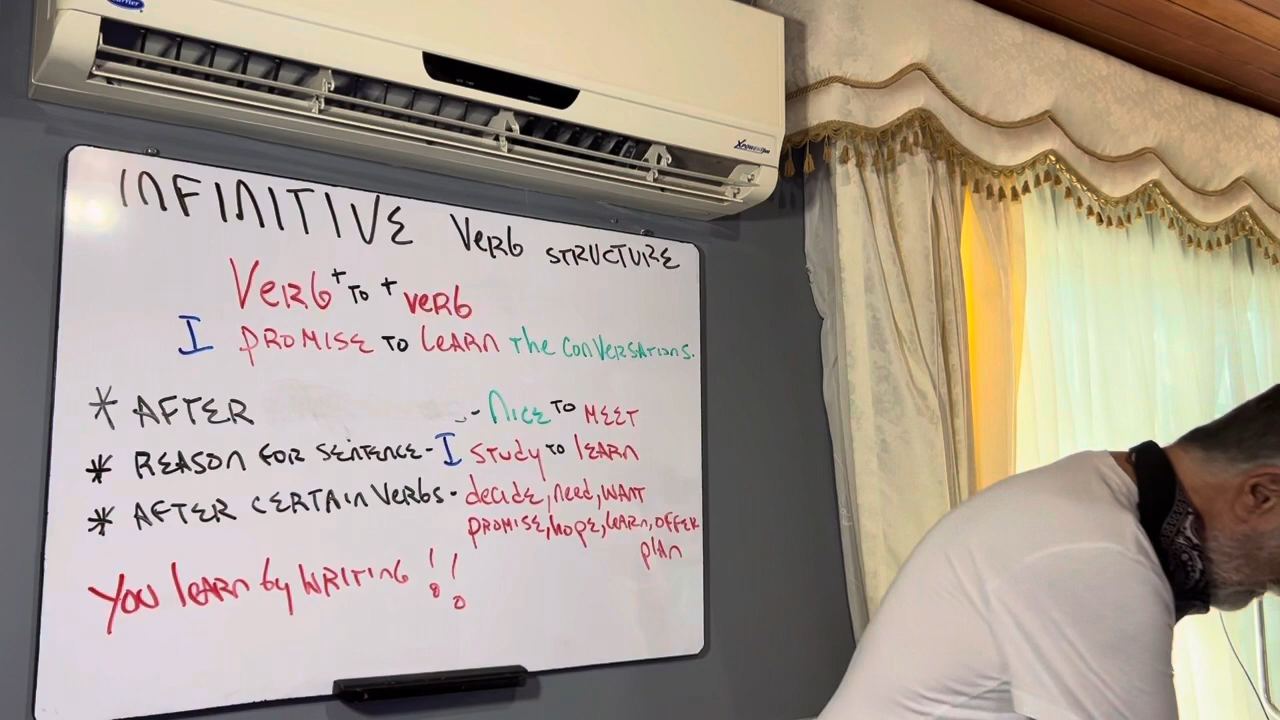 Carrier
INFINITIVE VERB STRUCTURE
VERB + TO + VERB
I PROMISE TO LEARN The CONVERSATIONS.
* AFTER - NICE TO MEET
* REASON FOR SENTENCE - I STUDY TO LEARN
* AFTER CERTAIN VERBS - decide, need, WANT
PROMISE, hope, learn, OFFER
plAN
YOU LEARN by WRITING !!